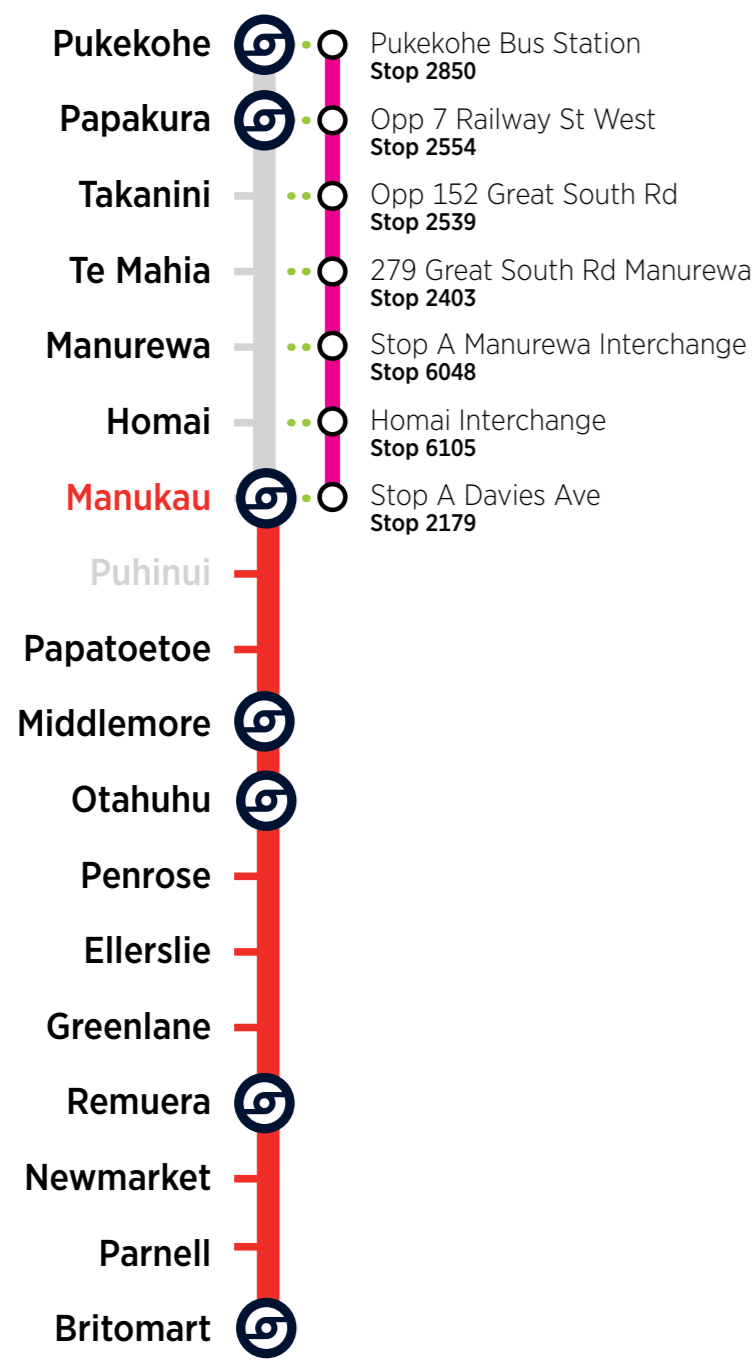 Pukekohe
Pukekohe Bus Station
Stop 2850
Papakura
Opp 7 Railway St West
Stop 2554
Takanini
Opp 152 Great South Rd
Stop 2539
Te Mahia
279 Great South Rd Manurewa
Stop 2403
Manurewa
Stop A Manurewa Interchange
Stop 6048
Homai
Homai Interchange
Stop 6105
Manukau
Stop A Davies Ave
Stop 2179
Puhinui
Papatoetoe
Middlemore
Otahuhu
Penrose
Ellerslie
Greenlane
Remuera
Newmarket
Parnell
Britomart